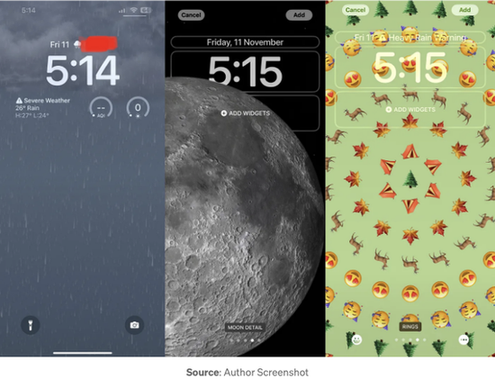 5:14
Fri 11
5:14
Severe Weather
26° Rain
H:27° L:24°
--
AQI
0
Cancel
Add
Friday, 11 November
5:15
ADD WIDGETS
MOON DETAIL
Cancel
Add
Fri 11 Heavy Rain Warning
5:15
ADD WIDGETS
RINGS
Source: Author Screenshot